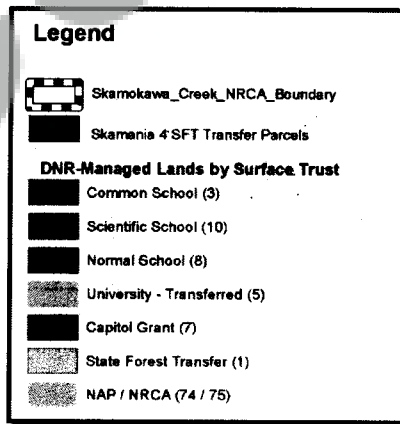 Legend
Skamokawa_Creek_NRCA_Boundary
Skamania 4 SFT Transfer Parcels
DNR-Managed Lands by Surface Trust
Common School (3)
Scientific School (10)
Normal School (8)
University - Transferred (5)
Capitol Grant (7)
State Forest Transfer (1)
NAP / NRCA (74 / 75)